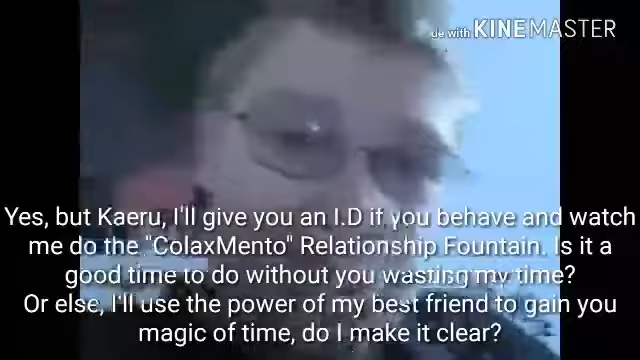 de with KINEMASTER
Yes, but Kaeru, I'll give you an I.D if you behave and watch
me do the "ColaxMento" Relationship Fountain. Is it a
good time to do without you wasting my time?
Or else, I'll use the power of my best friend to gain you
magic of time, do I make it clear?